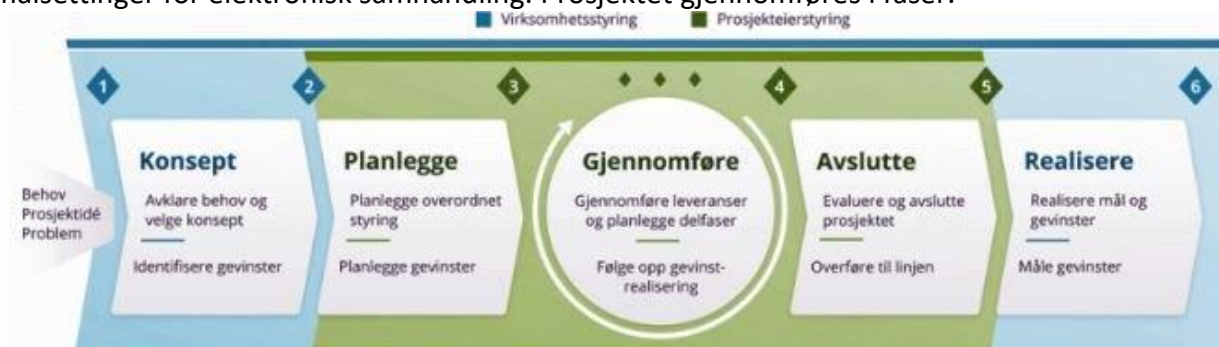 Virksomhetsstyring
Prosjekteierstyring
1
2
3
4
5
6
Behov
Prosjektidé
Problem
Konsept
Avklare behov og
velge konsept
Identifisere gevinster
Planlegge
Planlegge overordnet
styring
Planlegge gevinster
Gjennomføre
Gjennomføre leveranser
og planlegge delfaser
Følge opp gevinst-
realisering
Avslutte
Evaluere og avslutte
prosjektet
Overføre til linjen
Realisere
Realisere mål og
gevinster
Måle gevinster